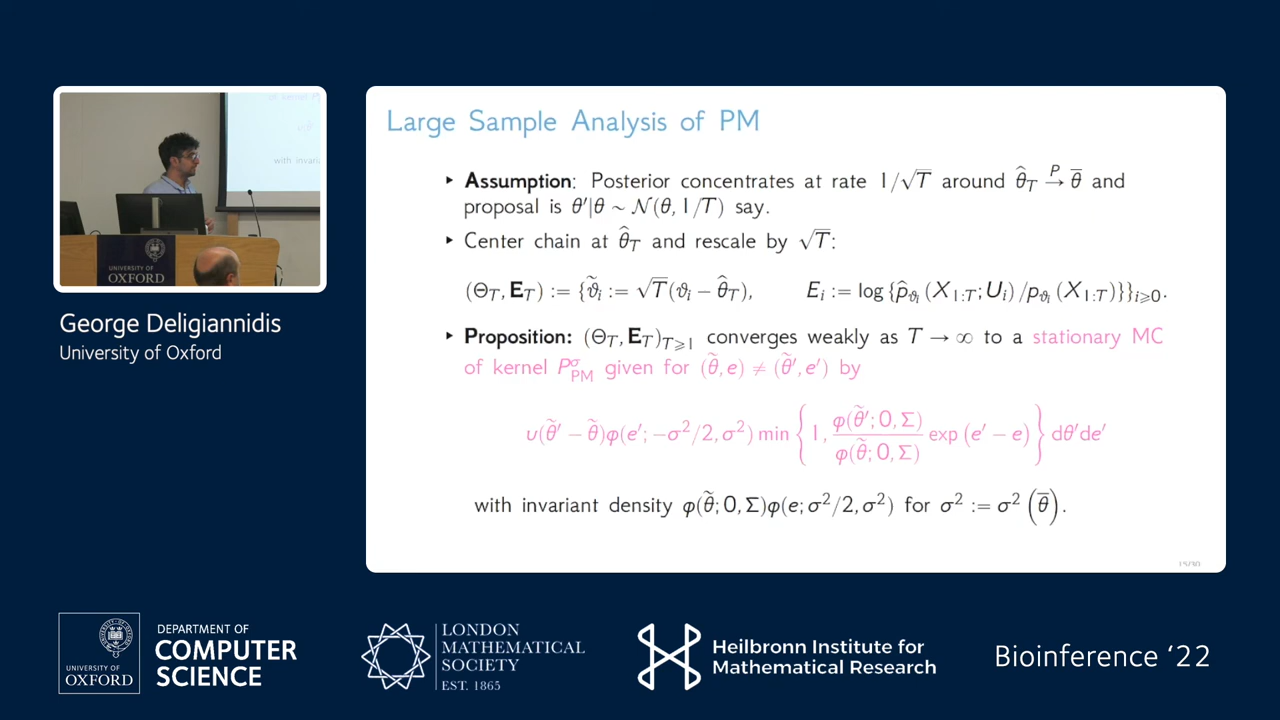 Large Sample Analysis of PM
‣ Assumption: Posterior concentrates at rate 1/√T around θ̂_T →^P θ̅ and
proposal is θ′|θ ~ N(θ, 1/T) say.
‣ Center chain at θ̂_T and rescale by √T:
(Θ_T, E_T) := {ϑ̃_i := √T(ϑ_i − θ̂_T), E_i := log{p̂_{ϑ_i}(X_{1:T}; U_i)/p_{ϑ_i}(X_{1:T})}}_{i⩾0}.
‣ Proposition: (Θ_T, E_T)_{T⩾1} converges weakly as T → ∞ to a stationary MC
of kernel P^σ_PM given for (θ̃, e) ≠ (θ̃′, e′) by
υ(θ̃′ − θ̃)φ(e′; −σ²/2, σ²) min {1, φ(θ̃′; 0, Σ)/φ(θ̃; 0, Σ) exp (e′ − e)} dθ′de′
with invariant density φ(θ̃; 0, Σ)φ(e; σ²/2, σ²) for σ² := σ² (θ̅).
15/30
with invaria
UNIVERSITY OF
OXFORD
George Deligiannidis
University of Oxford
UNIVERSITY OF
OXFORD
DEPARTMENT OF
COMPUTER
SCIENCE
LONDON
MATHEMATICAL
SOCIETY
EST. 1865
Heilbronn Institute for
Mathematical Research
Bioinference ‘22